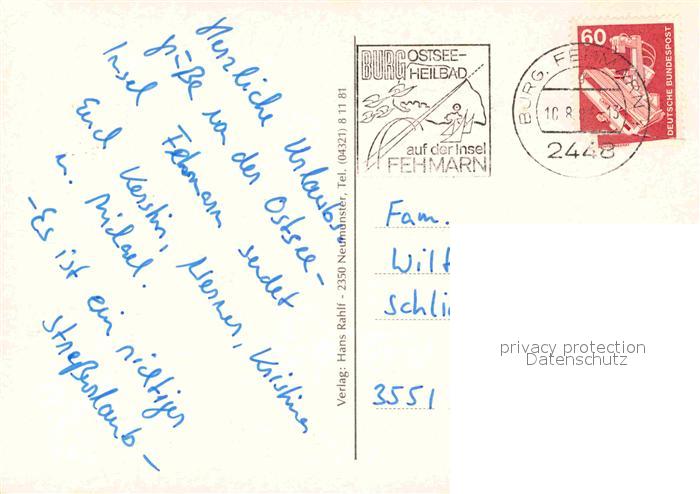 Herzliche Urlaubs-
grüße von der Ostsee-
Insel Fehmarn sendet
Euch Kerstin, Werner, Kristina
u. Michael.
- Es ist ein richtiger
Streßurlaub -
Verlag: Hans Rahlf - 2350 Neumünster, Tel. (04321) 8 11 81
BURG OSTSEE-
HEILBAD
auf der Insel
FEHMARN
BURG, FEHMARN
10.8.
2448
60
DEUTSCHE BUNDESPOST
Fam.
Wilt
Schli
3551
privacy protection
Datenschutz